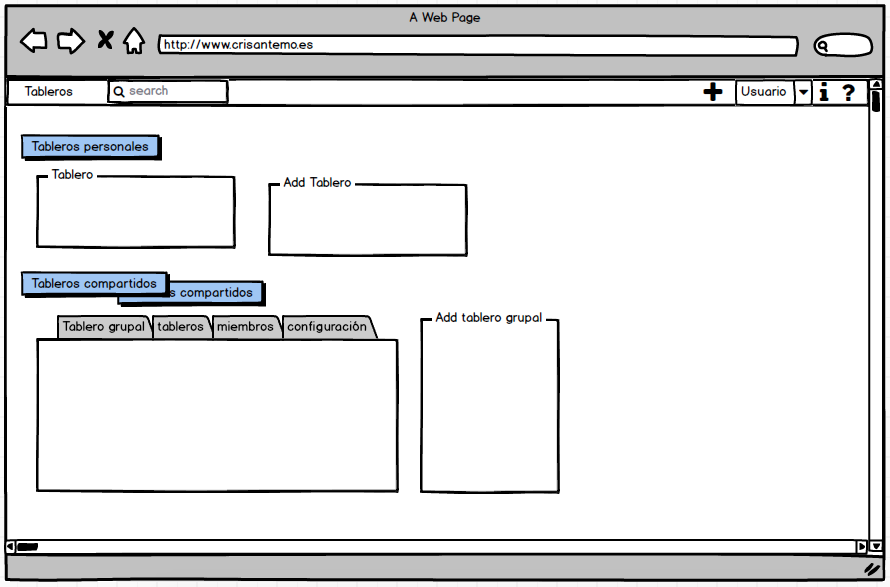 A Web Page
http://www.crisantemo.es
Tableros
search
Usuario
i ?
Tableros personales
Tablero
Add Tablero
Tableros compartidos
s compartidos
Tablero grupal
tableros
miembros
configuración
Add tablero grupal